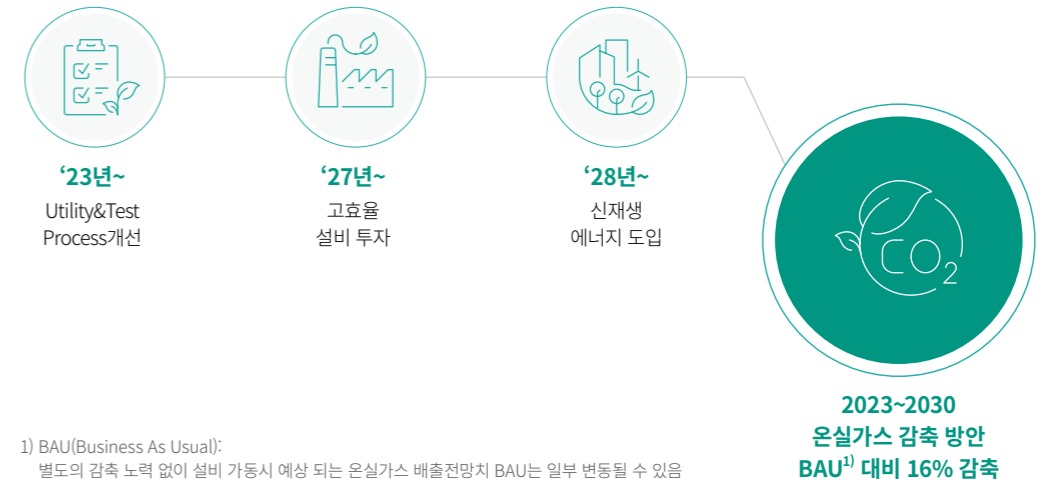 ‘23년~
Utility&Test
Process개선
‘27년~
고효율
설비 투자
‘28년~
신재생
에너지 도입
CO2
2023~2030
온실가스 감축 방안
BAU1) 대비 16% 감축
1) BAU(Business As Usual):
별도의 감축 노력 없이 설비 가동시 예상 되는 온실가스 배출전망치 BAU는 일부 변동될 수 있음